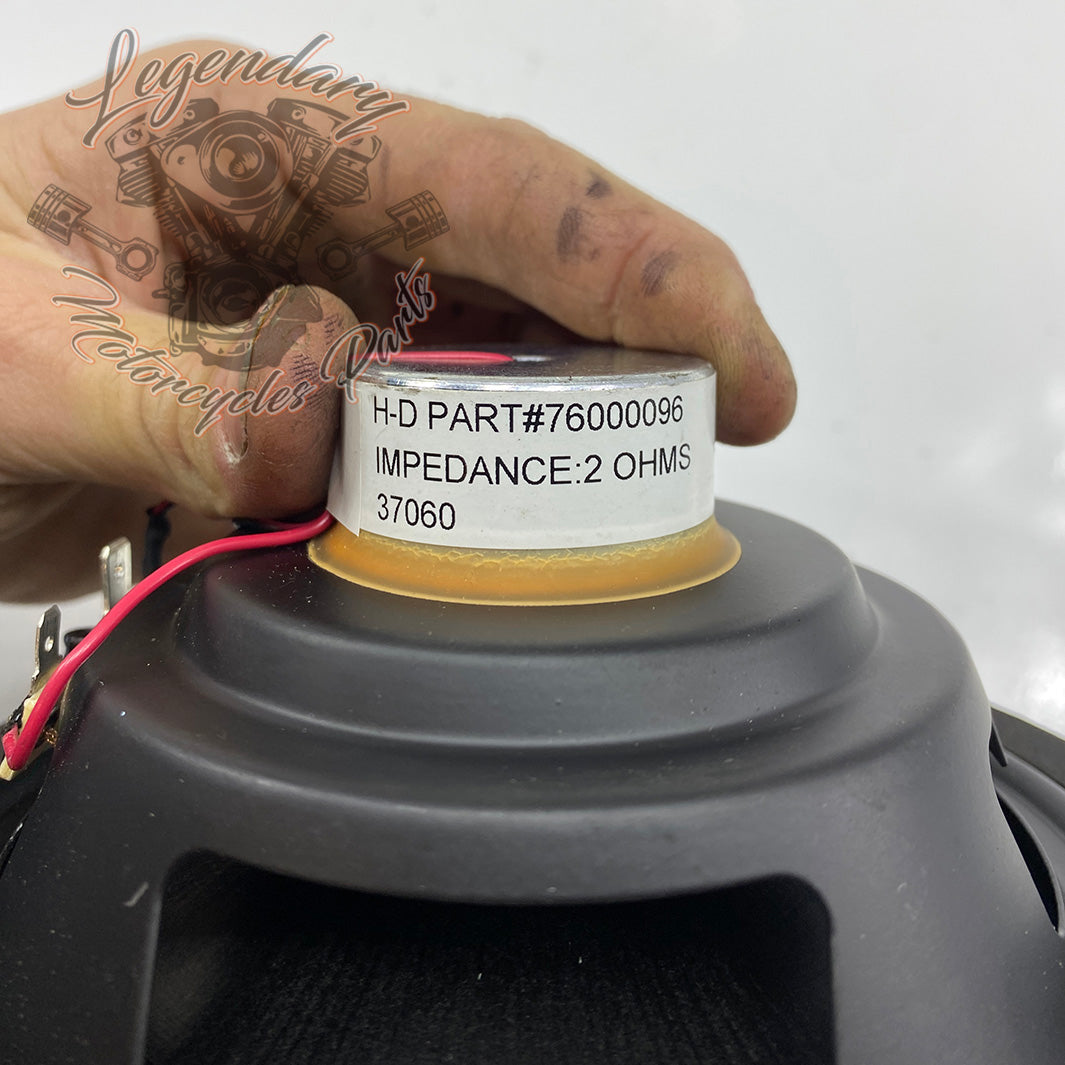 Legendary
Motorcycles Parts
H-D PART#76000096
IMPEDANCE:2 OHMS
37060